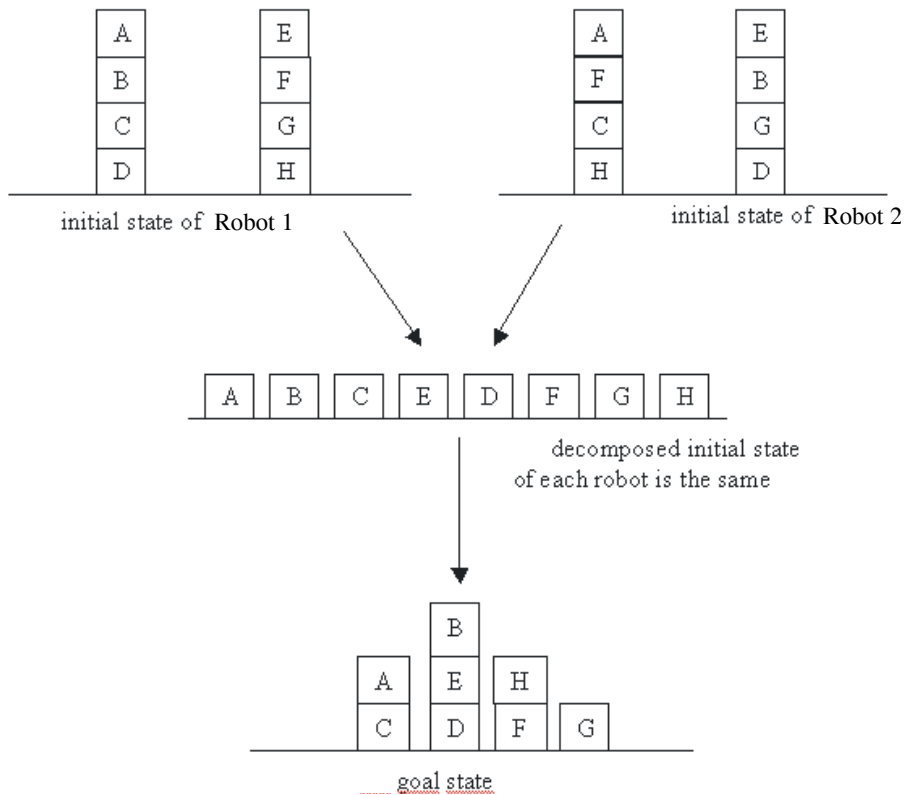 A E A E
B F F B
C G C G
D H H D
initial state of Robot 1
initial state of Robot 2
A B C E D F G H
decomposed initial state
of each robot is the same
B
A E H
C D F G
goal state